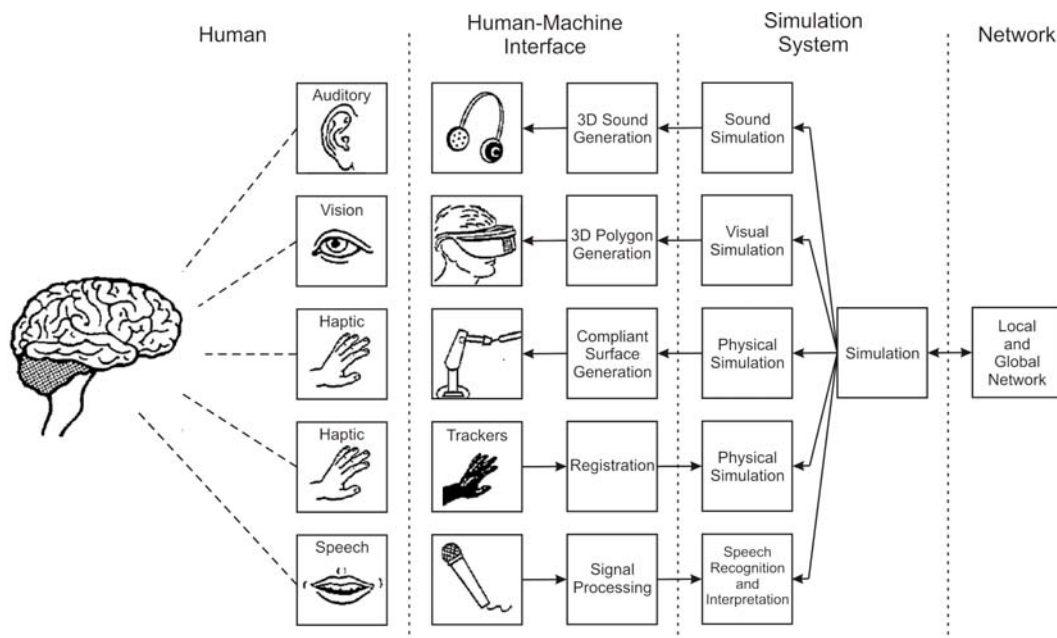 Human
Human-Machine
Interface
Simulation
System
Network
Auditory
3D Sound
Generation
Sound
Simulation
Vision
3D Polygon
Generation
Visual
Simulation
Haptic
Compliant
Surface
Generation
Physical
Simulation
Simulation
Local
and
Global
Network
Haptic
Trackers
Registration
Physical
Simulation
Speech
Signal
Processing
Speech
Recognition
and
Interpretation